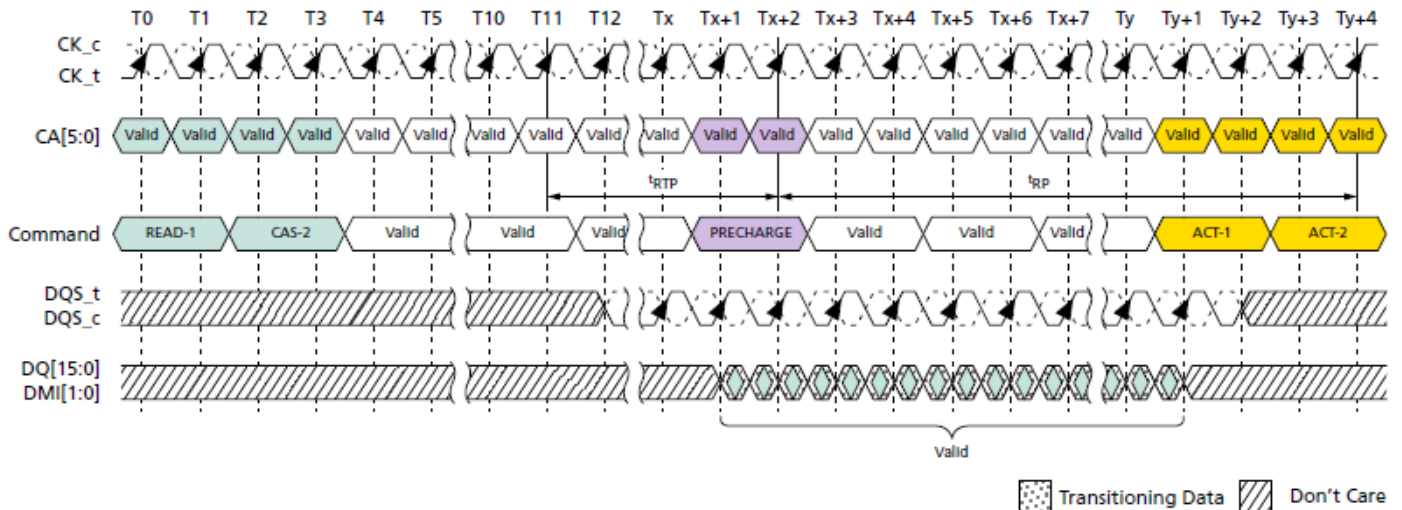 T0 T1 T2 T3 T4 T5 T10 T11 T12 Tx Tx+1 Tx+2 Tx+3 Tx+4 Tx+5 Tx+6 Tx+7 Ty Ty+1 Ty+2 Ty+3 Ty+4
CK_c
CK_t
CA[5:0] Valid Valid Valid Valid Valid Valid Valid Valid Valid Valid Valid Valid Valid Valid Valid Valid Valid Valid Valid Valid Valid Valid
tRTP tRP
Command READ-1 CAS-2 Valid Valid Valid PRECHARGE Valid Valid Valid ACT-1 ACT-2
DQS_t
DQS_c
DQ[15:0]
DMI[1:0]
Valid
Transitioning Data Don't Care